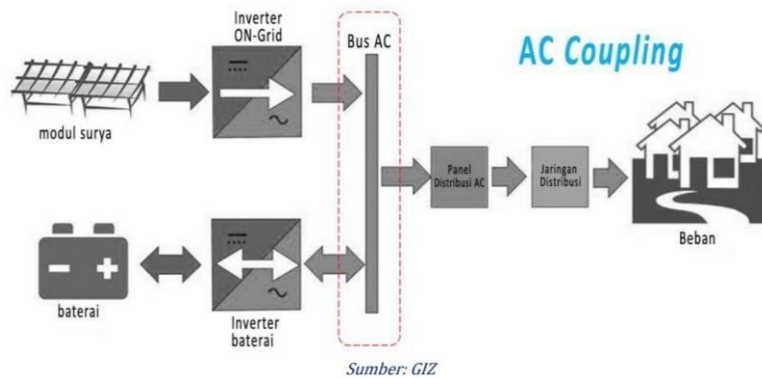 Inverter
ON-Grid
Bus AC
AC Coupling
modul surya
Panel
Distribusi AC
Jaringan
Distribusi
Beban
baterai
Inverter
baterai
Sumber: GIZ